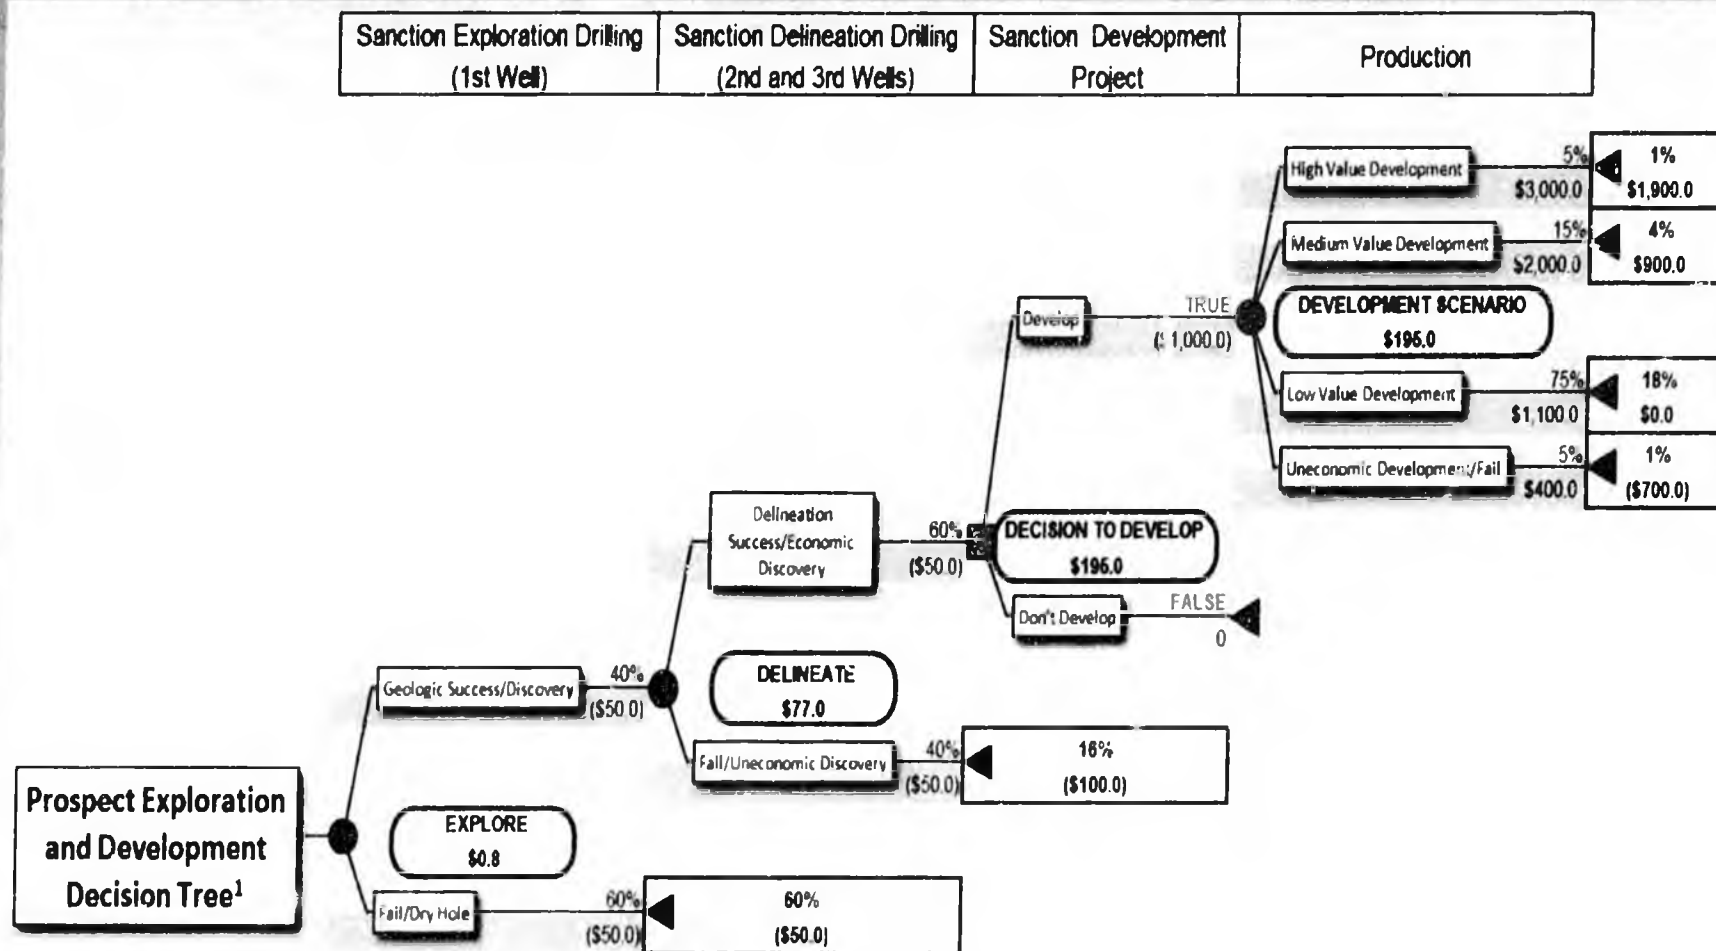 Sanction Exploration Drilling
(1st Well)
Sanction Delineation Drilling
(2nd and 3rd Wells)
Sanction Development
Project
Production
High Value Development
5%
$3,000.0
1%
$1,900.0
Medium Value Development
15%
$2,000.0
4%
$900.0
Develop
TRUE
1,000.0)
DEVELOPMENT SCENARIO
$195.0
Low Value Development
75%
$1,100.0
18%
$0.0
Uneconomic Development/Fail
5%
$400.0
1%
($700.0)
Delineation
Success/Economic
Discovery
60%
($50.0)
DECISION TO DEVELOP
$195.0
Don't Develop
FALSE
0
Geologic Success/Discovery
40%
($50.0)
DELINEATE
$77.0
Fail/Uneconomic Discovery
40%
($50.0)
16%
($100.0)
Prospect Exploration
and Development
Decision Tree¹
EXPLORE
$0.8
Fail/Dry Hole
60%
($50.0)
60%
($50.0)